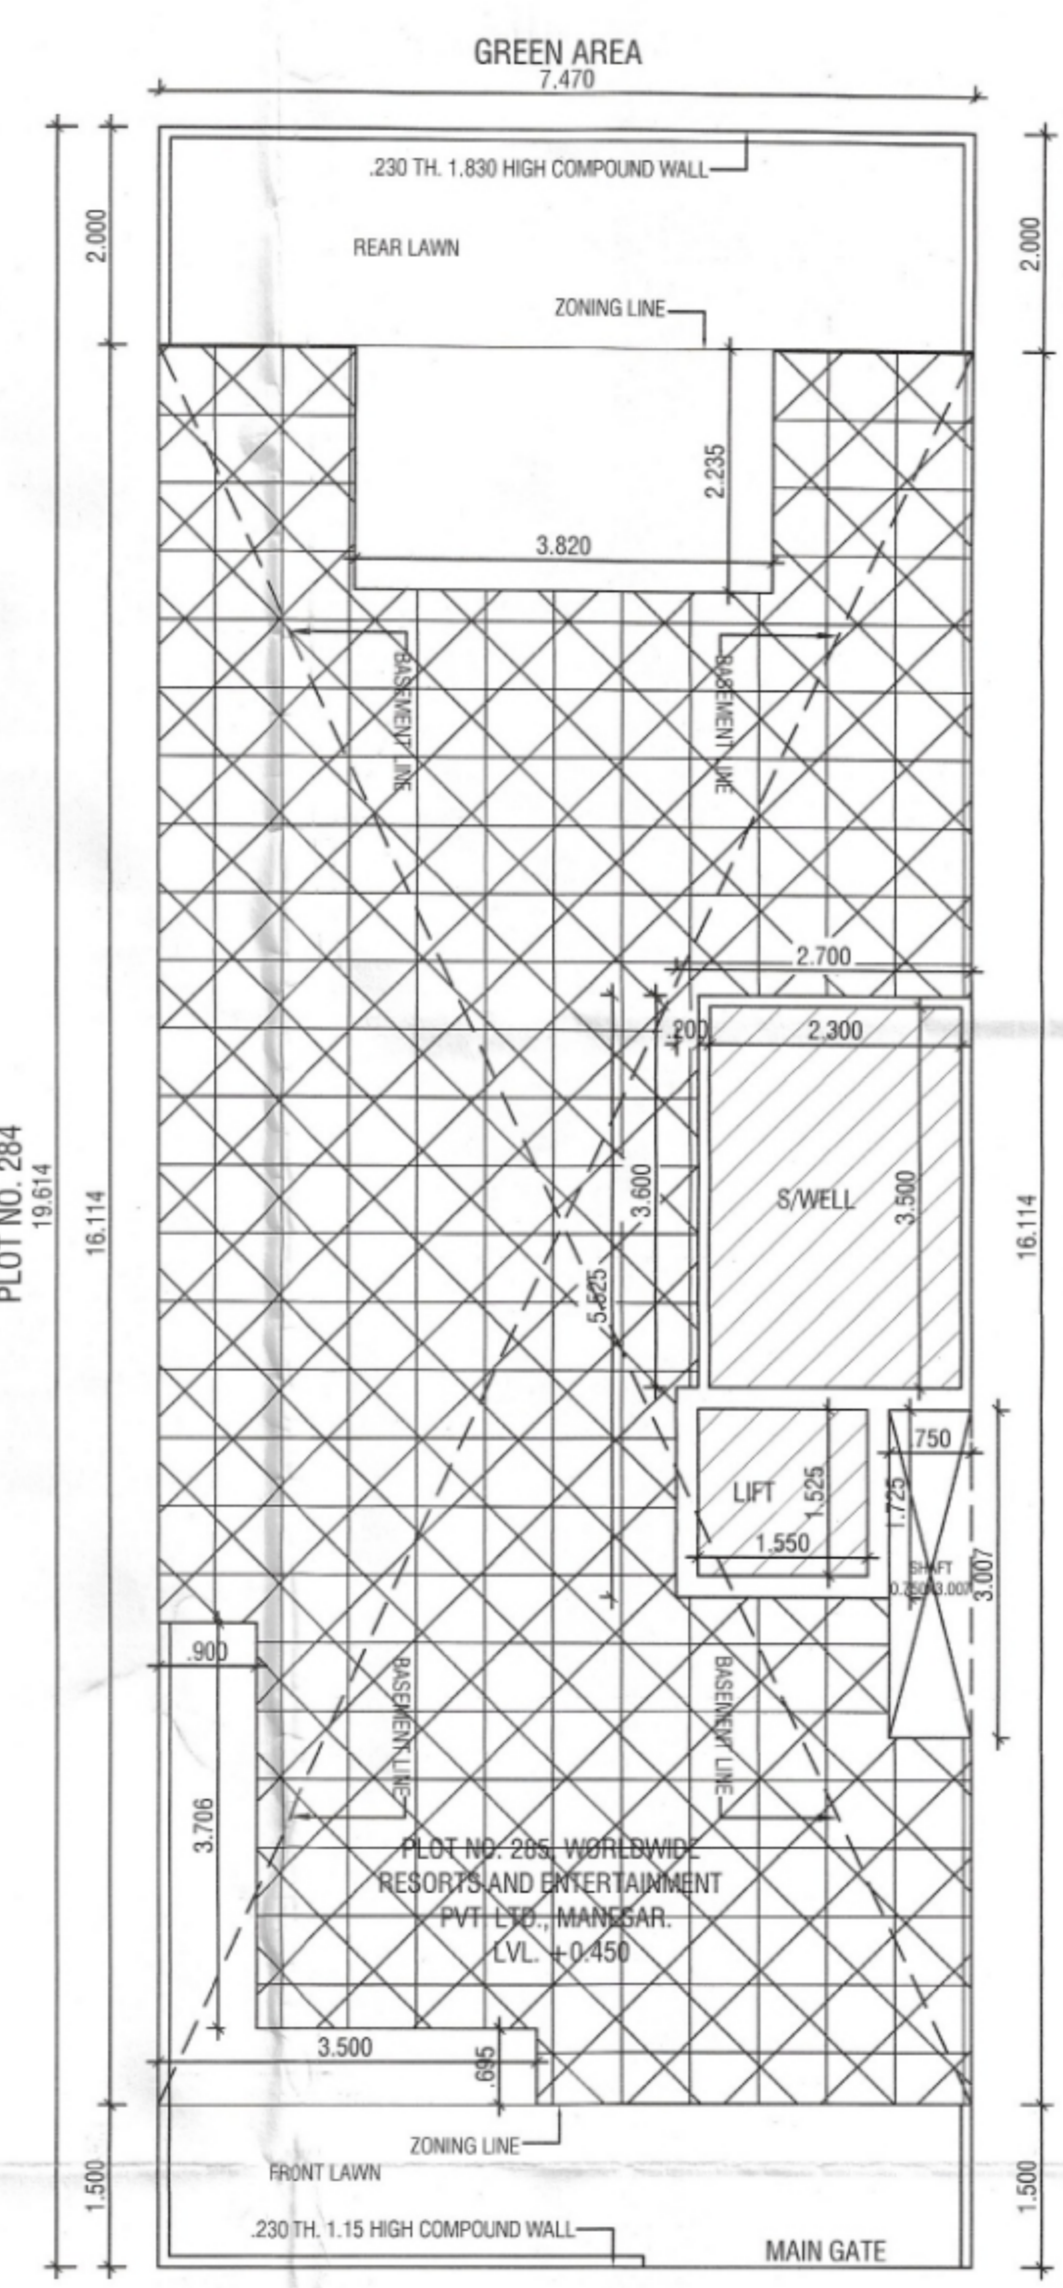 GREEN AREA
7.470
.230 TH. 1.830 HIGH COMPOUND WALL
2.000
2.000
REAR LAWN
ZONING LINE
2.235
3.820
BASEMENT LINE
BASEMENT LINE
2.700
.200
2.300
PLOT NO. 284
19.614
16.114
3.600
S/WELL
3.500
16.114
5.525
.750
LIFT
1.525
1.725
1.550
SHAFT
0.750X3.007
3.007
.900
BASEMENT LINE
BASEMENT LINE
3.706
PLOT NO. 285, WORLDWIDE
RESORTS AND ENTERTAINMENT
PVT. LTD., MANESAR.
LVL. +0.450
3.500
.695
ZONING LINE
FRONT LAWN
1.500
1.500
.230 TH. 1.15 HIGH COMPOUND WALL
MAIN GATE